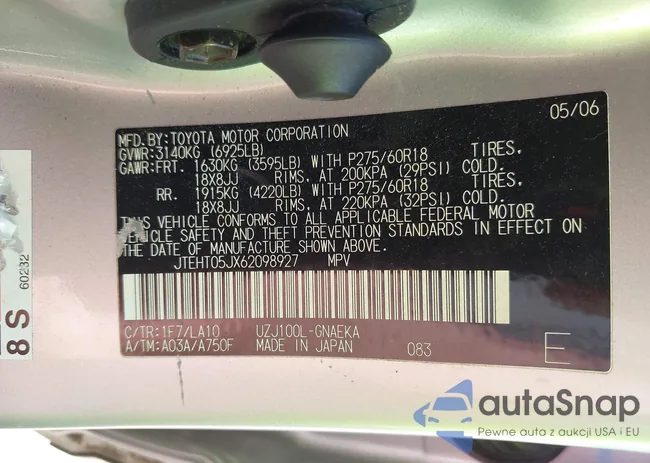 05/06
MFD.BY:TOYOTA MOTOR CORPORATION
GVWR:3140KG (6925LB)
GAWR:FRT. 1630KG (3595LB) WITH P275/60R18 TIRES,
18X8JJ RIMS, AT 200KPA (29PSI) COLD.
RR. 1915KG (4220LB) WITH P275/60R18 TIRES,
18X8JJ RIMS, AT 220KPA (32PSI) COLD.
THIS VEHICLE CONFORMS TO ALL APPLICABLE FEDERAL MOTOR
VEHICLE SAFETY AND THEFT PREVENTION STANDARDS IN EFFECT ON
THE DATE OF MANUFACTURE SHOWN ABOVE.
JTEHT05JX62098927 MPV
C/TR:1F7/LA10 UZJ100L-GNAEKA
A/TM:A03A/A750F MADE IN JAPAN 083 E
60232
8 S
autaSnap
Pewne auta z aukcji USA i EU